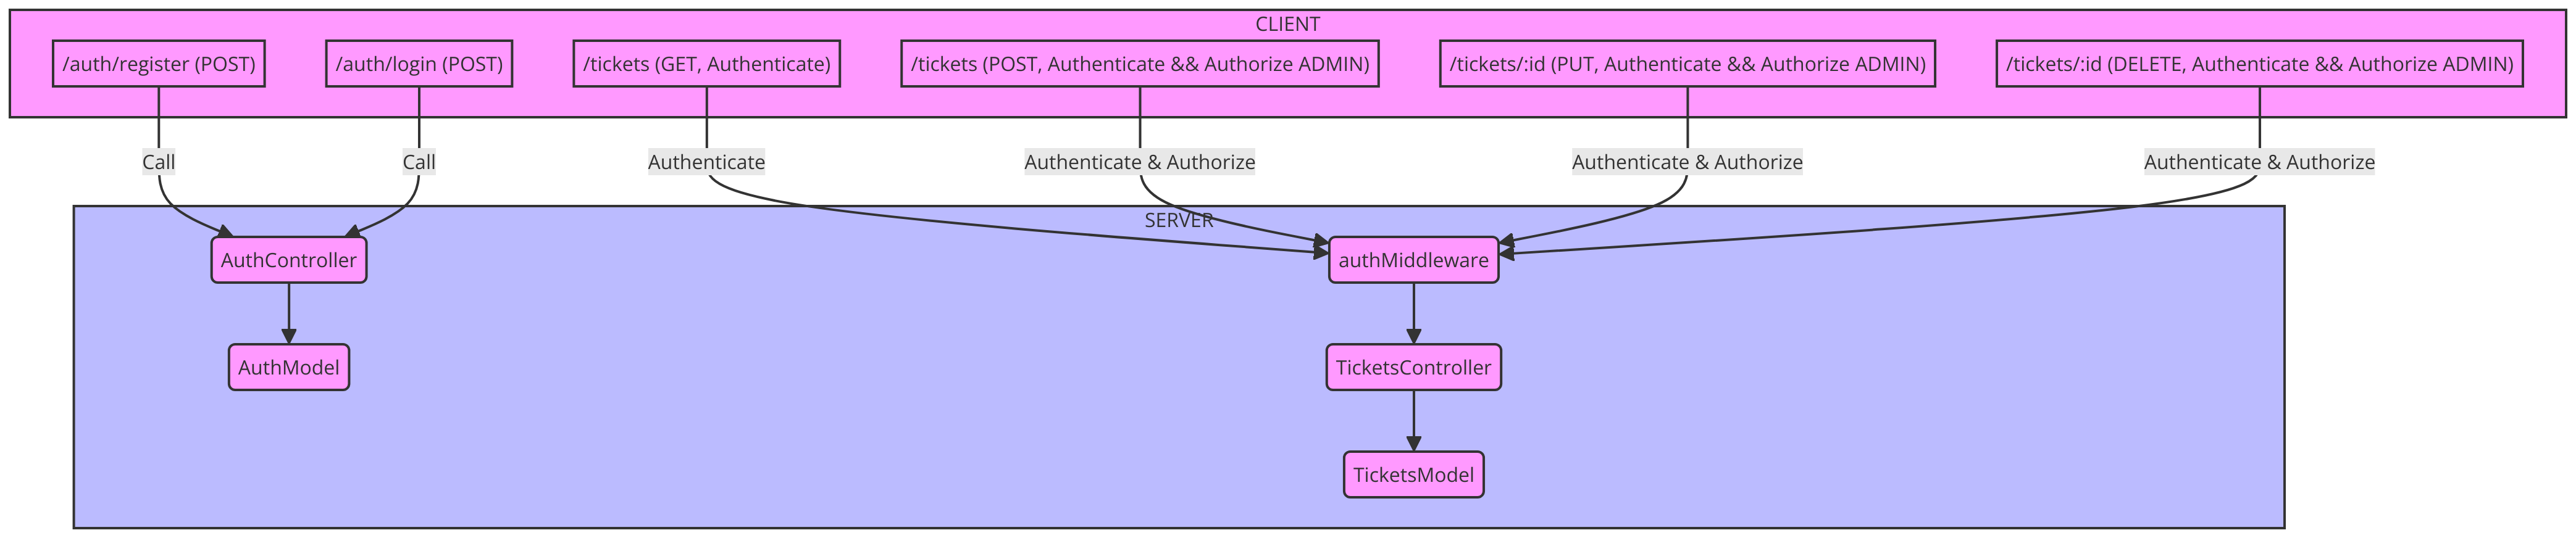 CLIENT
/auth/register (POST)
/auth/login (POST)
/tickets (GET, Authenticate)
/tickets (POST, Authenticate && Authorize ADMIN)
/tickets/:id (PUT, Authenticate && Authorize ADMIN)
/tickets/:id (DELETE, Authenticate && Authorize ADMIN)
Call
Call
Authenticate
Authenticate & Authorize
Authenticate & Authorize
Authenticate & Authorize
SERVER
AuthController
authMiddleware
AuthModel
TicketsController
TicketsModel